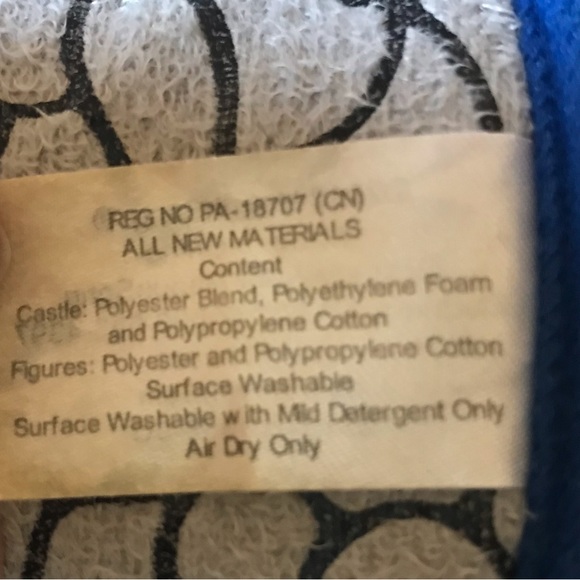 REG NO PA-18707 (CN)
ALL NEW MATERIALS
Content
Castle: Polyester Blend, Polyethylene Foam
and Polypropylene Cotton
Figures: Polyester and Polypropylene Cotton
Surface Washable
Surface Washable with Mild Detergent Only
Air Dry Only